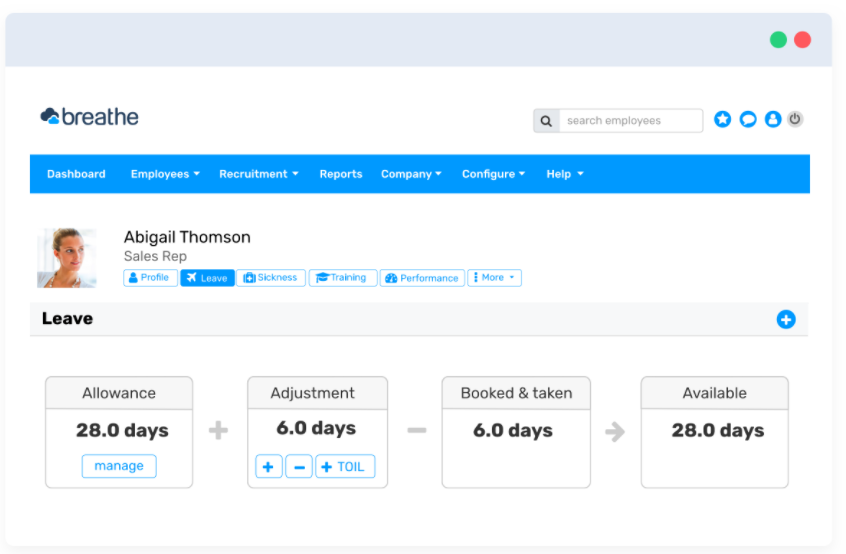 breathe
search employees
Dashboard Employees Recruitment Reports Company Configure Help
Abigail Thomson
Sales Rep
Profile Leave Sickness Training Performance More
Leave
Allowance Adjustment Booked & taken Available
28.0 days + 6.0 days − 6.0 days → 28.0 days
manage + − + TOIL